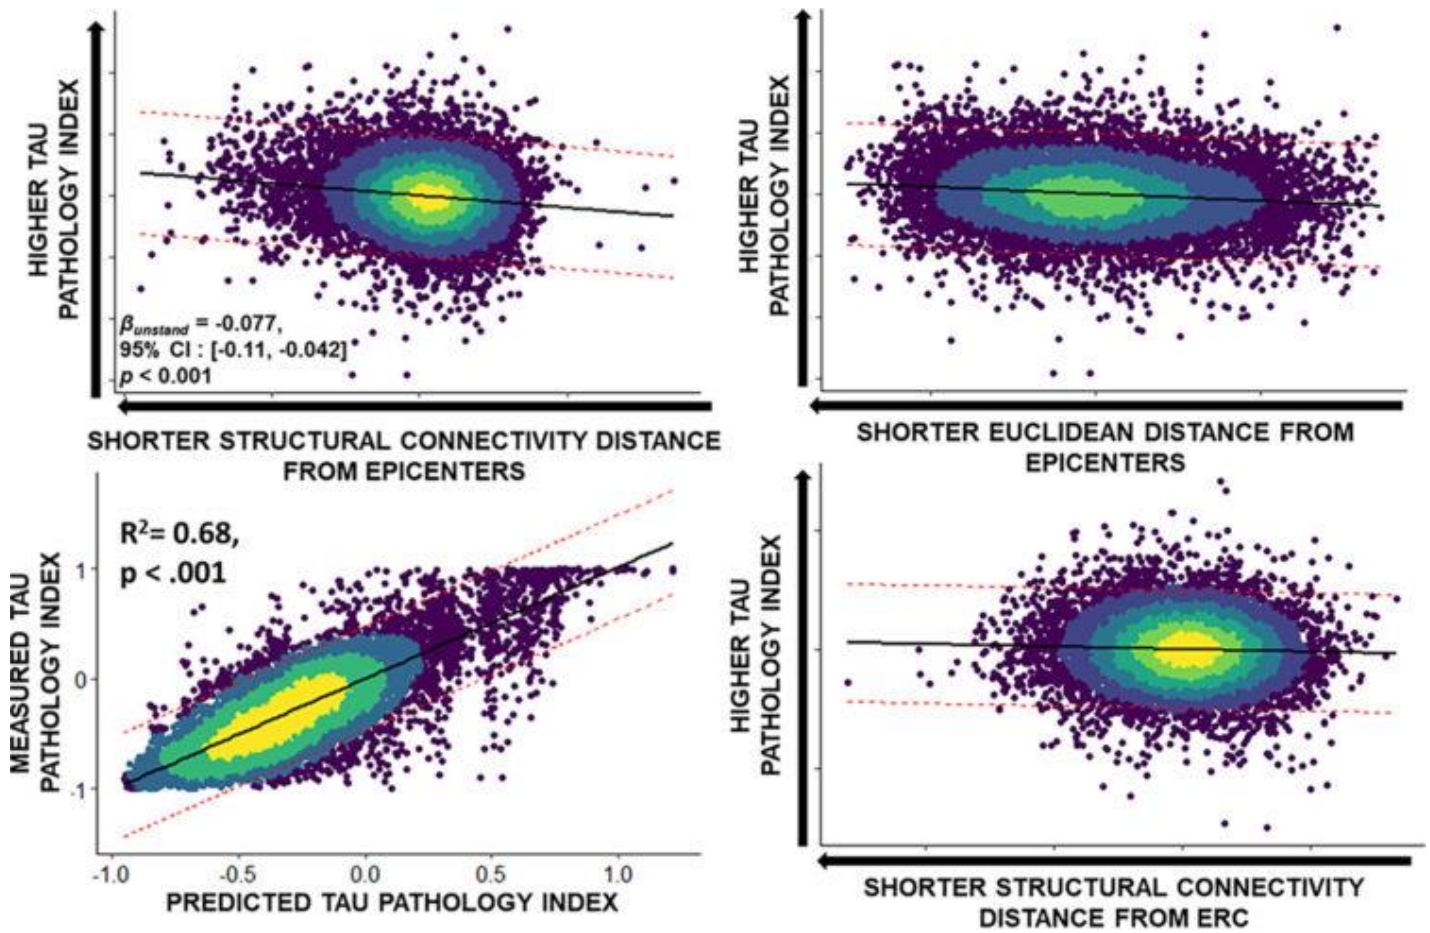 HIGHER TAU
PATHOLOGY INDEX
βunstand = -0.077,
95% CI : [-0.11, -0.042]
p < 0.001
SHORTER STRUCTURAL CONNECTIVITY DISTANCE
FROM EPICENTERS
HIGHER TAU
PATHOLOGY INDEX
SHORTER EUCLIDEAN DISTANCE FROM
EPICENTERS
MEASURED TAU
PATHOLOGY INDEX
R²= 0.68,
p < .001
1
0
-1
-1.0 -0.5 0.0 0.5 1.0
PREDICTED TAU PATHOLOGY INDEX
HIGHER TAU
PATHOLOGY INDEX
SHORTER STRUCTURAL CONNECTIVITY
DISTANCE FROM ERC